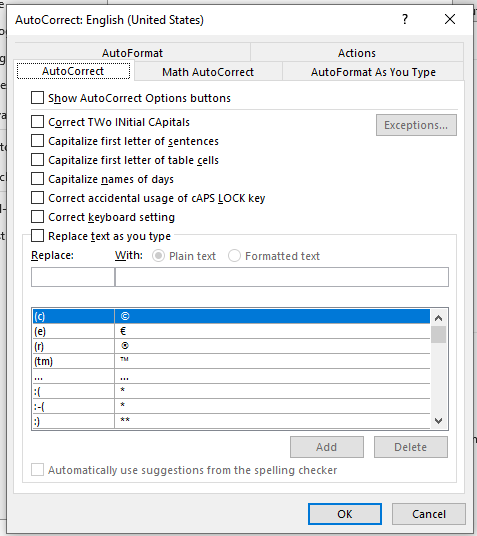 AutoCorrect: English (United States)
AutoFormat Actions
AutoCorrect Math AutoCorrect AutoFormat As You Type
Show AutoCorrect Options buttons
Correct TWo INitial CApitals
Exceptions...
Capitalize first letter of sentences
Capitalize first letter of table cells
Capitalize names of days
Correct accidental usage of cAPS LOCK key
Correct keyboard setting
Replace text as you type
Replace: With: Plain text Formatted text
(c) ©
(e) €
(r) ®
(tm) ™
... …
:( *
:-( *
:) **
Add Delete
Automatically use suggestions from the spelling checker
OK Cancel